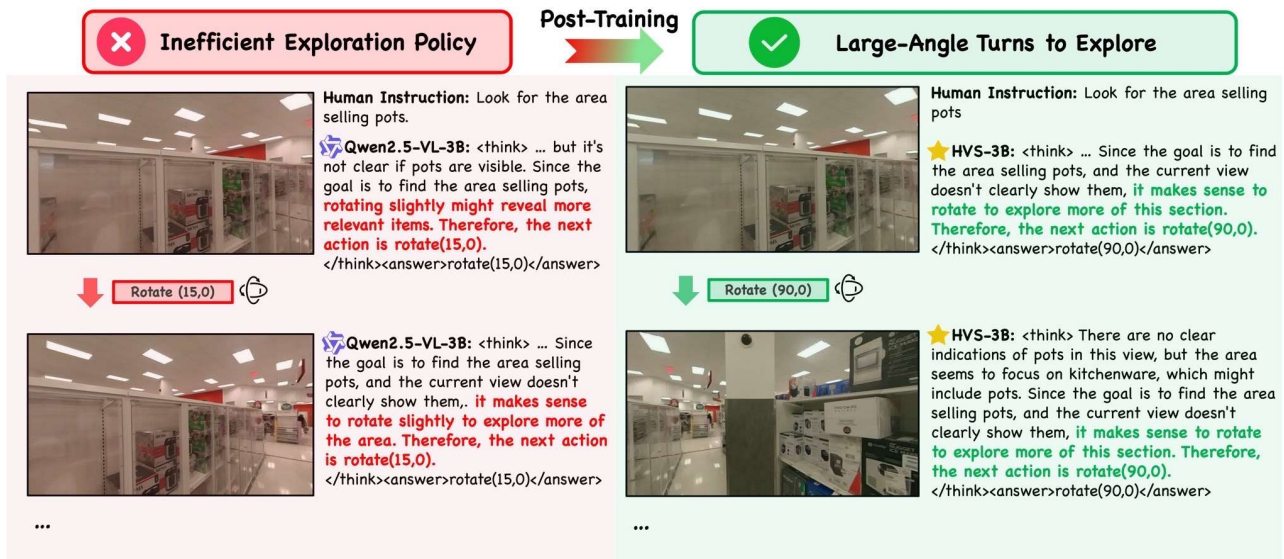 Inefficient Exploration Policy
Post-Training
Large-Angle Turns to Explore
Human Instruction: Look for the area
selling pots.
Qwen2.5-VL-3B: <think> ... but it's
not clear if pots are visible. Since the
goal is to find the area selling pots,
rotating slightly might reveal more
relevant items. Therefore, the next
action is rotate(15,0).
</think><answer>rotate(15,0)</answer>
Rotate (15,0)
Qwen2.5-VL-3B: <think> ... Since
the goal is to find the area selling
pots, and the current view doesn't
clearly show them,. it makes sense
to rotate slightly to explore more of
the area. Therefore, the next action
is rotate(15,0).
</think><answer>rotate(15,0)</answer>
...
Human Instruction: Look for the area selling
pots
HVS-3B: <think> ... Since the goal is to find
the area selling pots, and the current view
doesn't clearly show them, it makes sense to
rotate to explore more of this section.
Therefore, the next action is rotate(90,0).
</think><answer>rotate(90,0)</answer>
Rotate (90,0)
HVS-3B: <think> There are no clear
indications of pots in this view, but the area
seems to focus on kitchenware, which might
include pots. Since the goal is to find the area
selling pots, and the current view doesn't
clearly show them, it makes sense to rotate
to explore more of this section. Therefore,
the next action is rotate(90,0).
</think><answer>rotate(90,0)</answer>
...